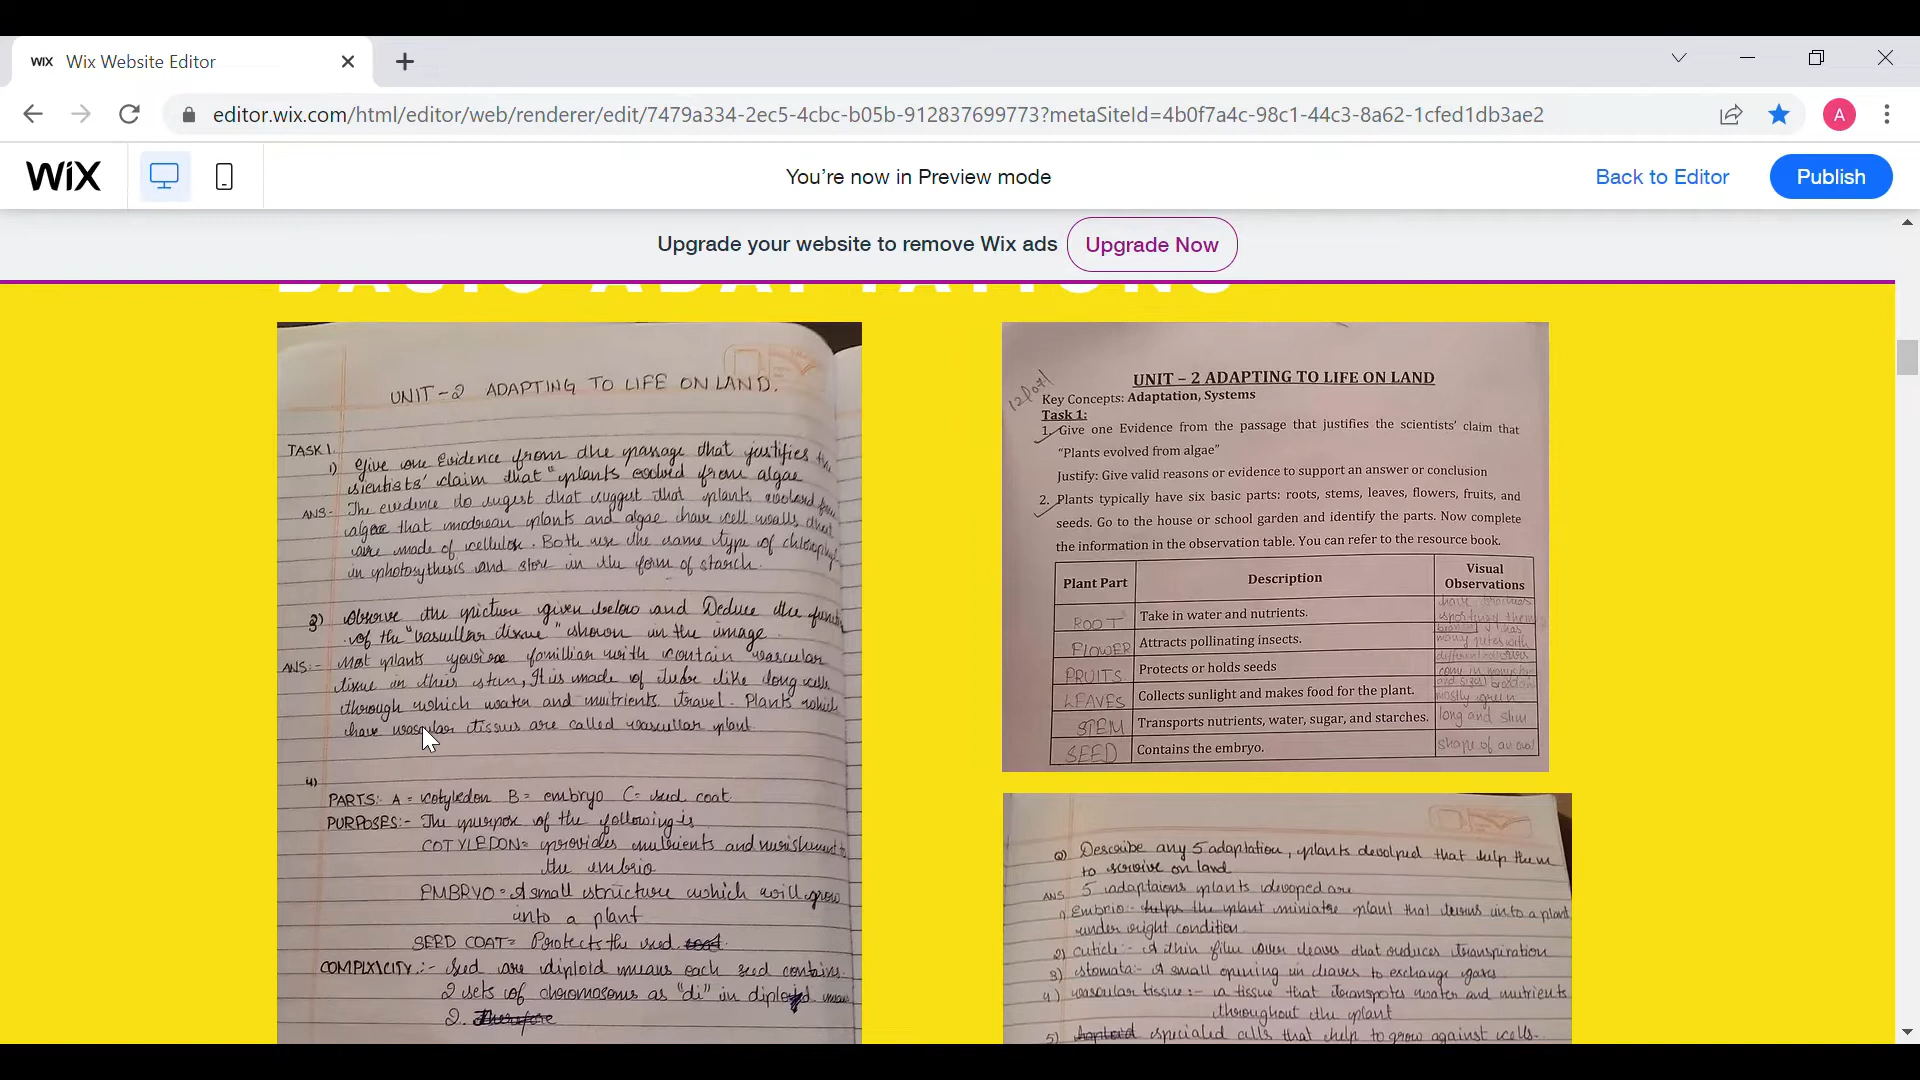 WiX Wix Website Editor
editor.wix.com/html/editor/web/renderer/edit/7479a334-2ec5-4cbc-b05b-912837699773?metaSiteId=4b0f7a4c-98c1-44c3-8a62-1cfed1db3ae2
A
WiX
You're now in Preview mode
Back to Editor
Publish
Upgrade your website to remove Wix ads
Upgrade Now
BASIC ADAPTATIONS
UNIT-2 ADAPTING TO LIFE ON LAND.
TASK 1.
1) Give one Evidence from the passage that justifies the
scientists' claim that "plants evolved from algae
ANS- The evidence do sugest that suggest that plants evolved from
algae that modrean plants and algae have cell walls that
are made of cellulose. Both use the same type of
in photosythesis and store in the form of starch.
3) Observe the picture given below and Deduce the
of the "vascullar tissue" shown in the image.
ANS:- Most plants familliar with contain vascular
tissue in their stem, It is made of tube like long cells
through which water and nutrients travel. Plants which
have vascular tissues are called vascullar plant
4)
PARTS:- A = cotyledon B = embryo C= seed coat.
PURPOSES:- The purpose of the following is
COTYLEDON= provides nutrients and nurishment to
the embrio
EMBRYO = A small structure which will grow
into a plant
SEED COAT= Protects the seed
COMPLXICITY:- Seed are diploid means each seed contains
2 sets of chromosoms as "di" in means
2. Therefore
UNIT – 2 ADAPTING TO LIFE ON LAND
Key Concepts: Adaptation, Systems
Task 1:
1. Give one Evidence from the passage that justifies the scientists' claim that
"Plants evolved from algae"
Justify: Give valid reasons or evidence to support an answer or conclusion
2. Plants typically have six basic parts: roots, stems, leaves, flowers, fruits, and
seeds. Go to the house or school garden and identify the parts. Now complete
the information in the observation table. You can refer to the resource book.
Plant Part Description Visual Observations
ROOT Take in water and nutrients.
FLOWER Attracts pollinating insects.
FRUITS Protects or holds seeds
LEAVES Collects sunlight and makes food for the plant. mostly green
STEM Transports nutrients, water, sugar, and starches. long and slim
SEED Contains the embryo. shape of an oval
Q) Describe any 5 adaptation, plants devolped that help them
to survive on land
ANS 5 adaptaions plants devoped are
1) Embrio:- helps the plant miniature plant that into a plant
under right condition
2) cuticle:- A thin film over leaves that reduces transpiration
3) stomata:- A small opening in leaves to exchange gases
4) vascular tissue:- a tissue that transpotes water and nutrients
throughout the plant
5) specialed cells that help to grow against